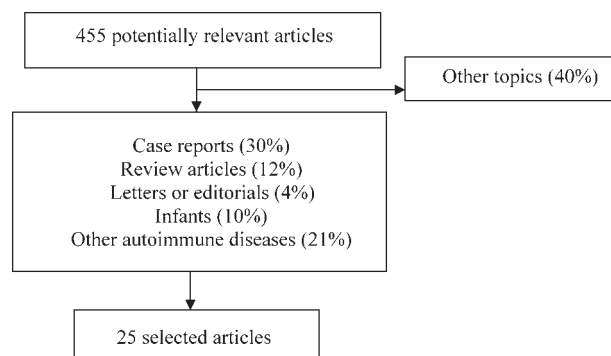 455 potentially relevant articles
Other topics (40%)
Case reports (30%)
Review articles (12%)
Letters or editorials (4%)
Infants (10%)
Other autoimmune diseases (21%)
25 selected articles